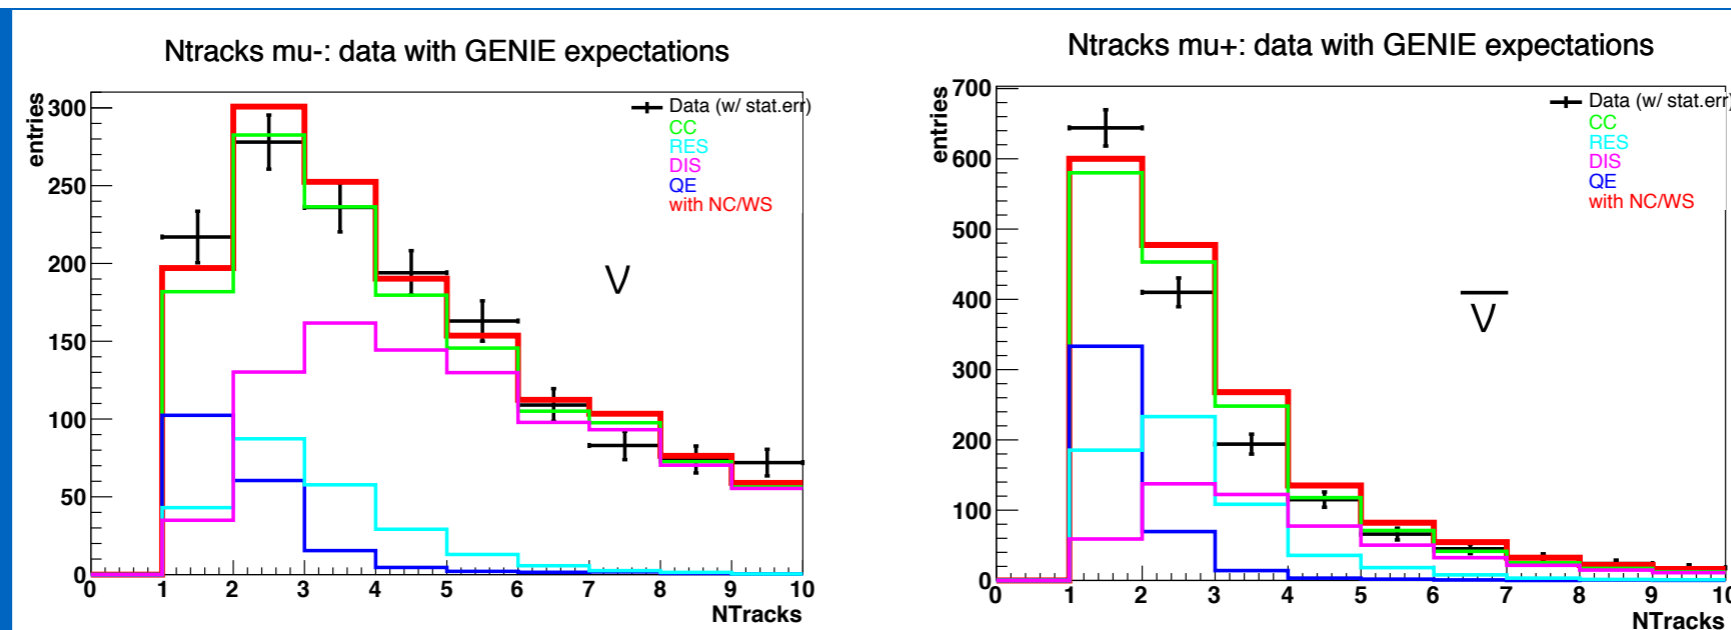 Ntracks mu-: data with GENIE expectations
entries
300
250
200
150
100
50
0
Data (w/ stat.err)
CC
RES
DIS
QE
with NC/WS
ν
0 1 2 3 4 5 6 7 8 9 10
NTracks
Ntracks mu+: data with GENIE expectations
entries
700
600
500
400
300
200
100
0
Data (w/ stat.err
CC
RES
DIS
QE
with NC/WS
ν̅
0 1 2 3 4 5 6 7 8 9 10
NTracks